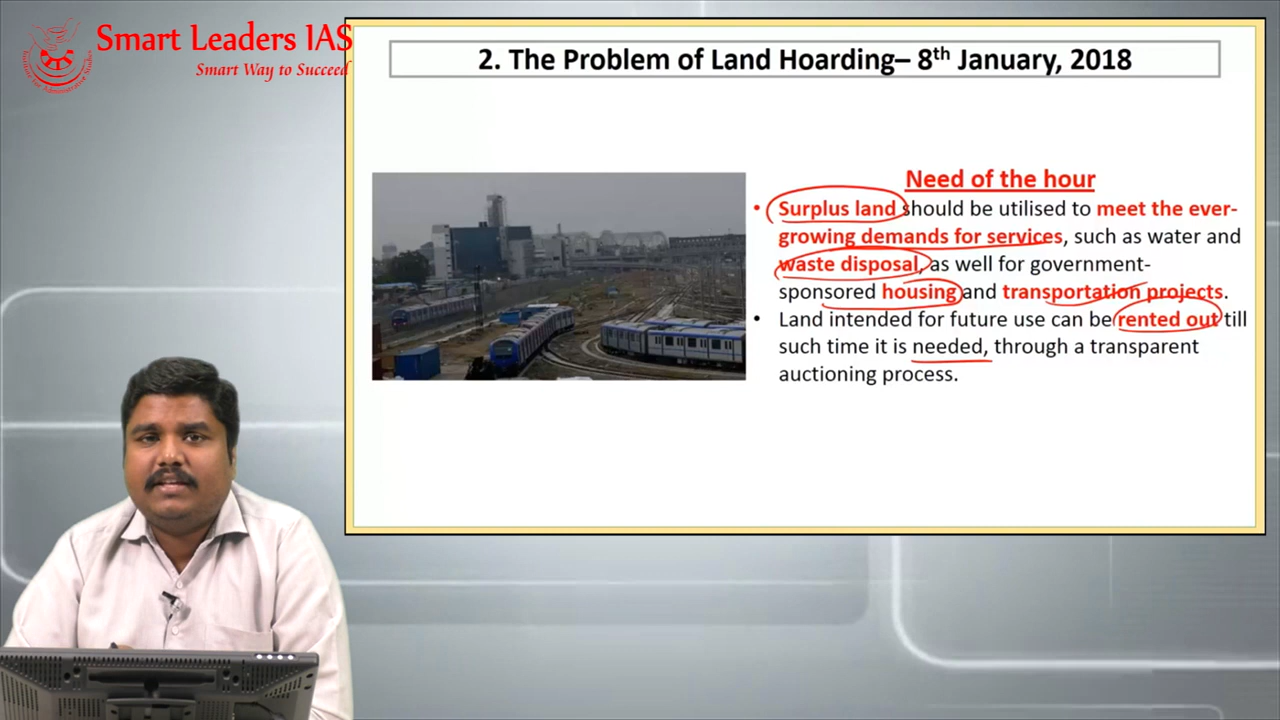 Smart Leaders IAS
Smart Way to Succeed
2. The Problem of Land Hoarding– 8th January, 2018
Need of the hour
• Surplus land should be utilised to meet the ever-
growing demands for services, such as water and
waste disposal, as well for government-
sponsored housing and transportation projects.
• Land intended for future use can be rented out till
such time it is needed, through a transparent
auctioning process.